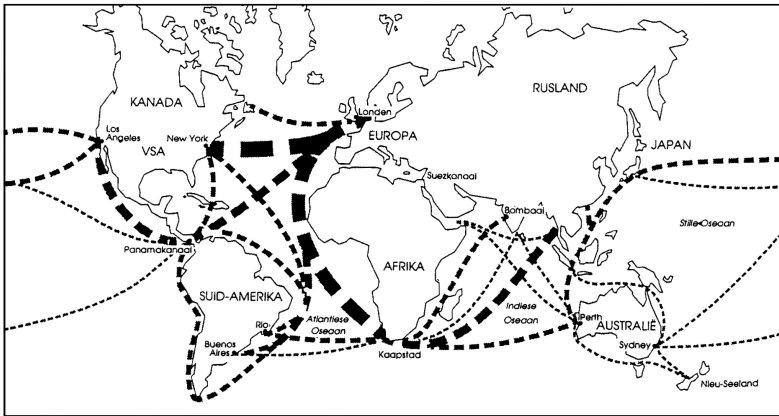 KANADA
RUSLAND
Londen
Los
Angeles
New York
VSA
EUROPA
JAPAN
Suezkanaal
Bombaai
Stille Oseaan
Panamakanaal
AFRIKA
SUID-AMERIKA
Atlantiese
Oseaan
Indiese
Oseaan
Rio
Perth
AUSTRALIË
Buenos
Aires
Kaapstad
Sydney
Nieu-Seeland